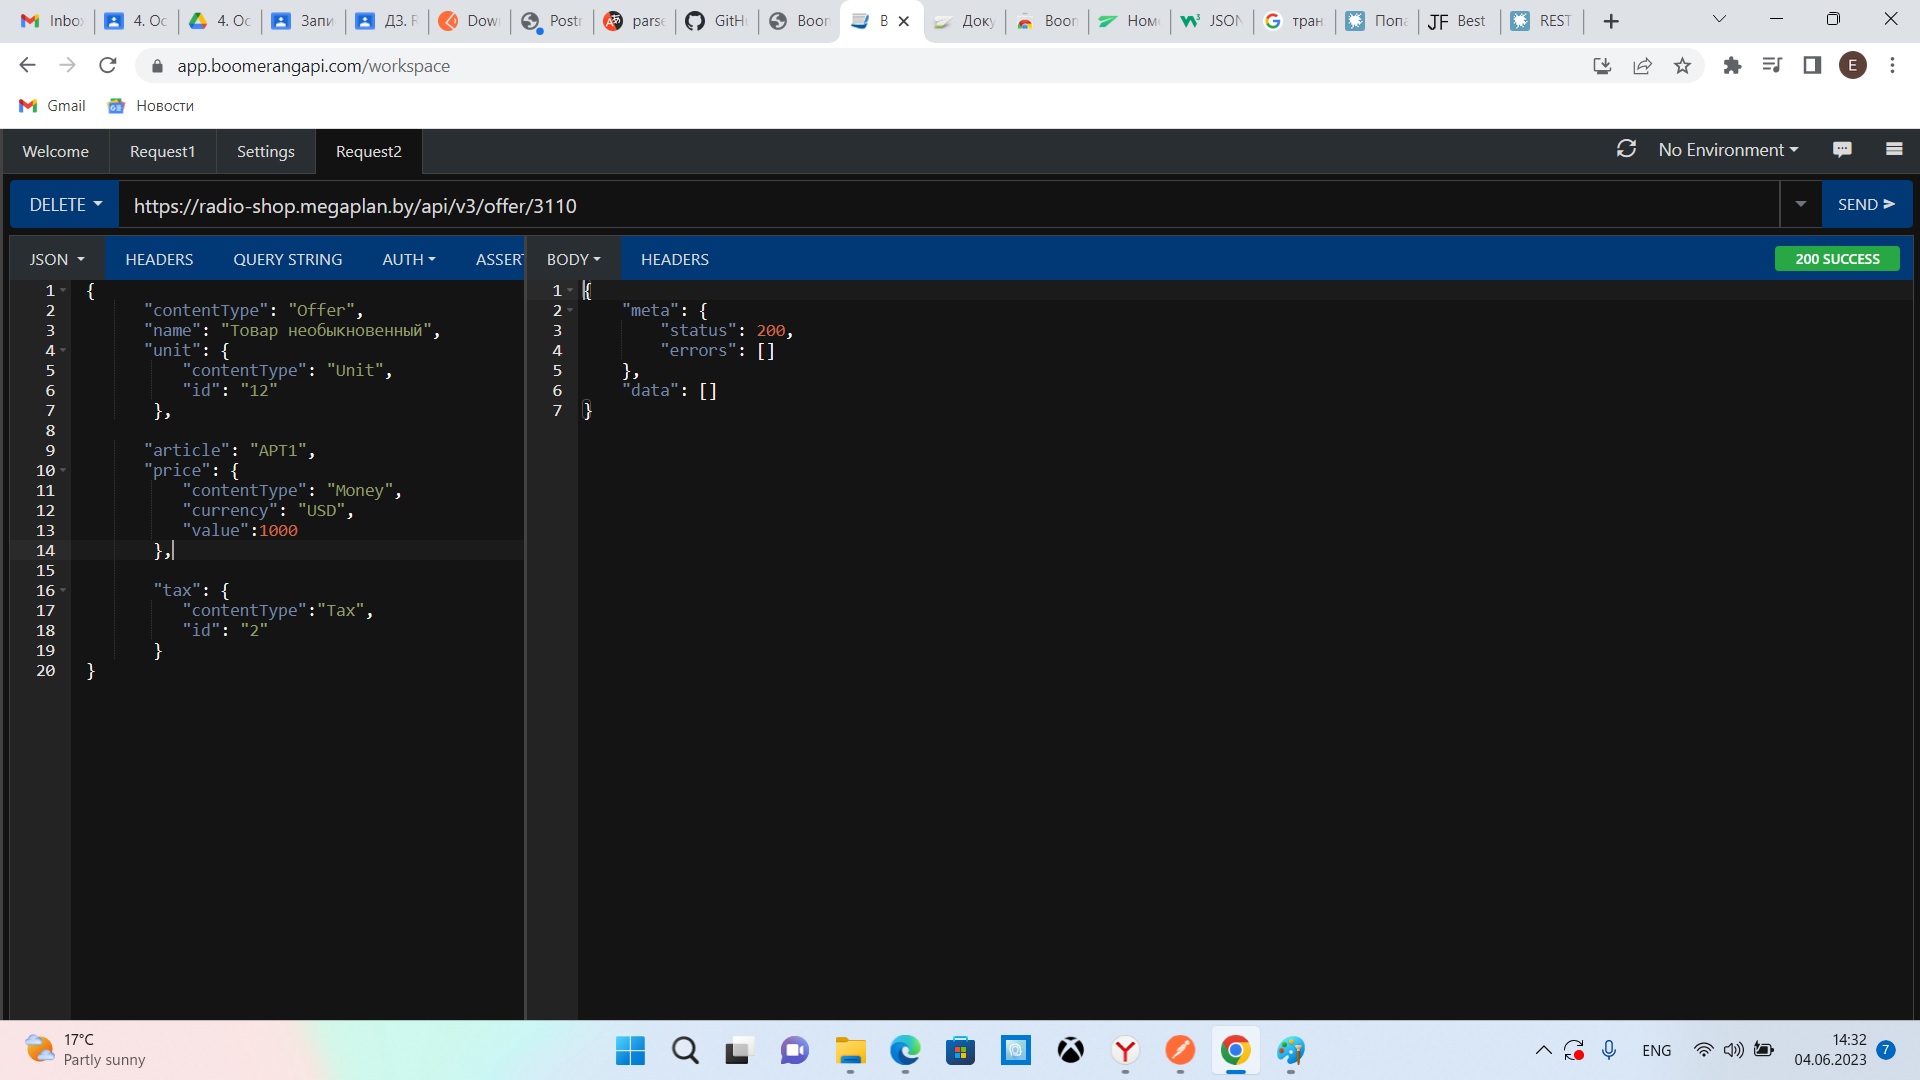 Inbo 4. Ос 4. Ос Запи ДЗ. Dow Postr parse GitH Boor B Доку Boor Ном JSON тран Попа JF Best REST
app.boomerangapi.com/workspace
E
Gmail Новости
Welcome Request1 Settings Request2 No Environment
DELETE https://radio-shop.megaplan.by/api/v3/offer/3110 SEND
JSON HEADERS QUERY STRING AUTH ASSERT BODY HEADERS 200 SUCCESS
1 {
2 "contentType": "Offer",
3 "name": "Товар необыкновенный",
4 "unit": {
5 "contentType": "Unit",
6 "id": "12"
7 },
8
9 "article": "АРТ1",
10 "price": {
11 "contentType": "Money",
12 "currency": "USD",
13 "value":1000
14 },
15
16 "tax": {
17 "contentType":"Tax",
18 "id": "2"
19 }
20 }
1 {
2 "meta": {
3 "status": 200,
4 "errors": []
5 },
6 "data": []
7 }
17°C
Partly sunny
ENG
14:32
04.06.2023
7